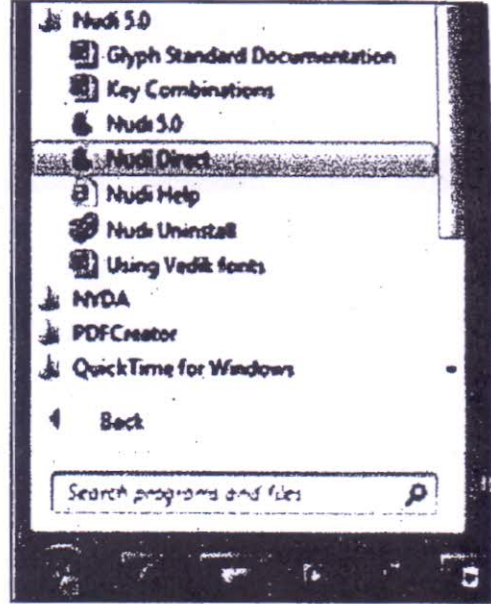 Nudi 5.0
Glyph Standard Documentation
Key Combinations
Nudi 5.0
Nudi Direct
Nudi Help
Nudi Uninstall
Using Vedik fonts
NYDA
PDFCreator
QuickTime for Windows
Back
Search programs and files